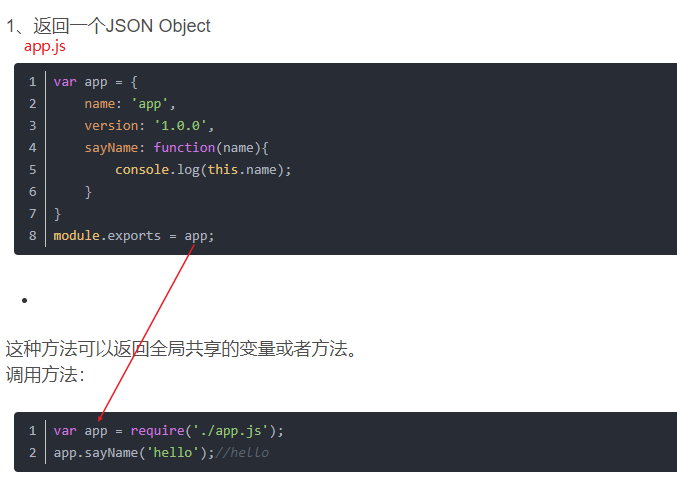 1、返回一个JSON Object
app.js
1 var app = {
2     name: 'app',
3     version: '1.0.0',
4     sayName: function(name){
5         console.log(this.name);
6     }
7 }
8 module.exports = app;
这种方法可以返回全局共享的变量或者方法。
调用方法：
1 var app = require('./app.js');
2 app.sayName('hello');//hello